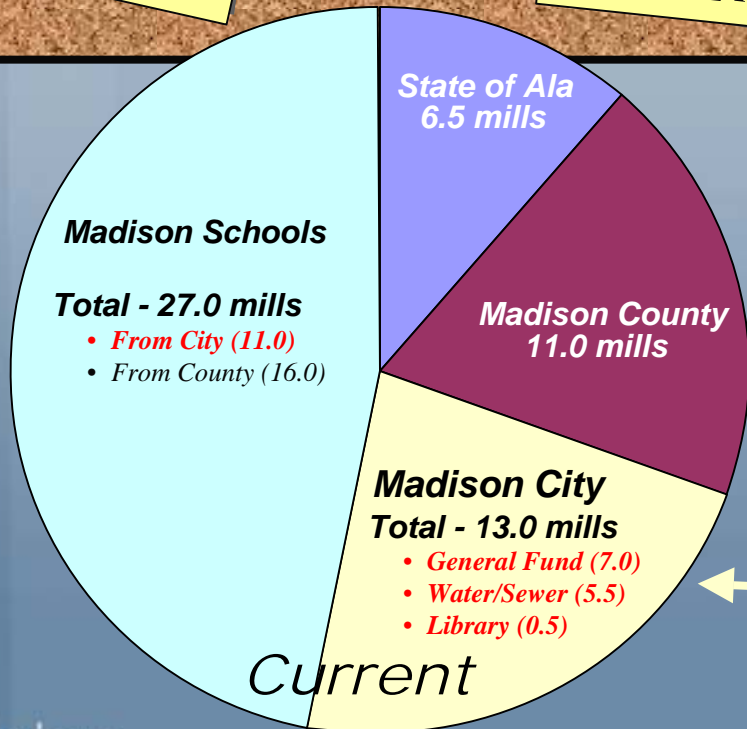 State of Ala
6.5 mills
Madison Schools
Total - 27.0 mills
• From City (11.0)
• From County (16.0)
Madison County
11.0 mills
Madison City
Total - 13.0 mills
• General Fund (7.0)
• Water/Sewer (5.5)
• Library (0.5)
Current